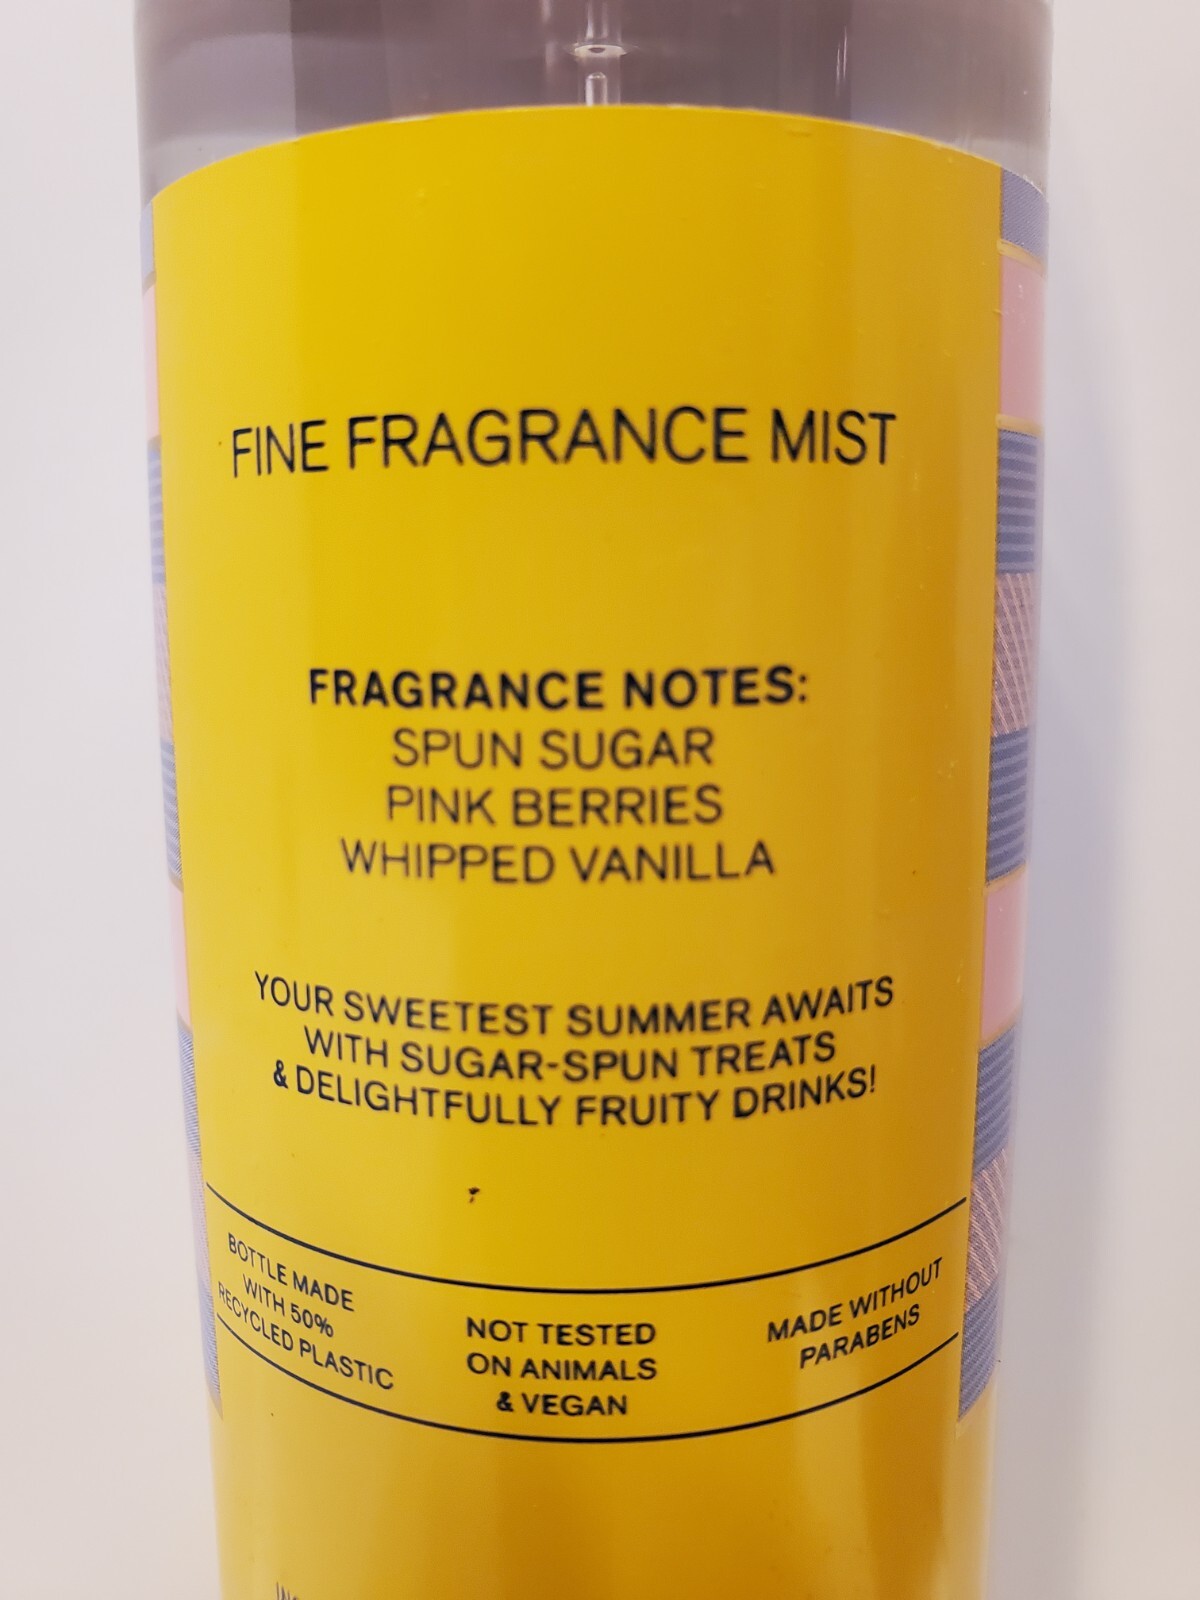 FINE FRAGRANCE MIST
FRAGRANCE NOTES:
SPUN SUGAR
PINK BERRIES
WHIPPED VANILLA
YOUR SWEETEST SUMMER AWAITS
WITH SUGAR-SPUN TREATS
& DELIGHTFULLY FRUITY DRINKS!
BOTTLE MADE
WITH 50%
RECYCLED PLASTIC
NOT TESTED
ON ANIMALS
& VEGAN
MADE WITHOUT
PARABENS